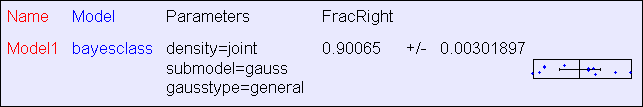 Name Model Parameters FracRight
Model1 bayesclass density=joint 0.90065 +/- 0.00301897
submodel=gauss
gausstype=general